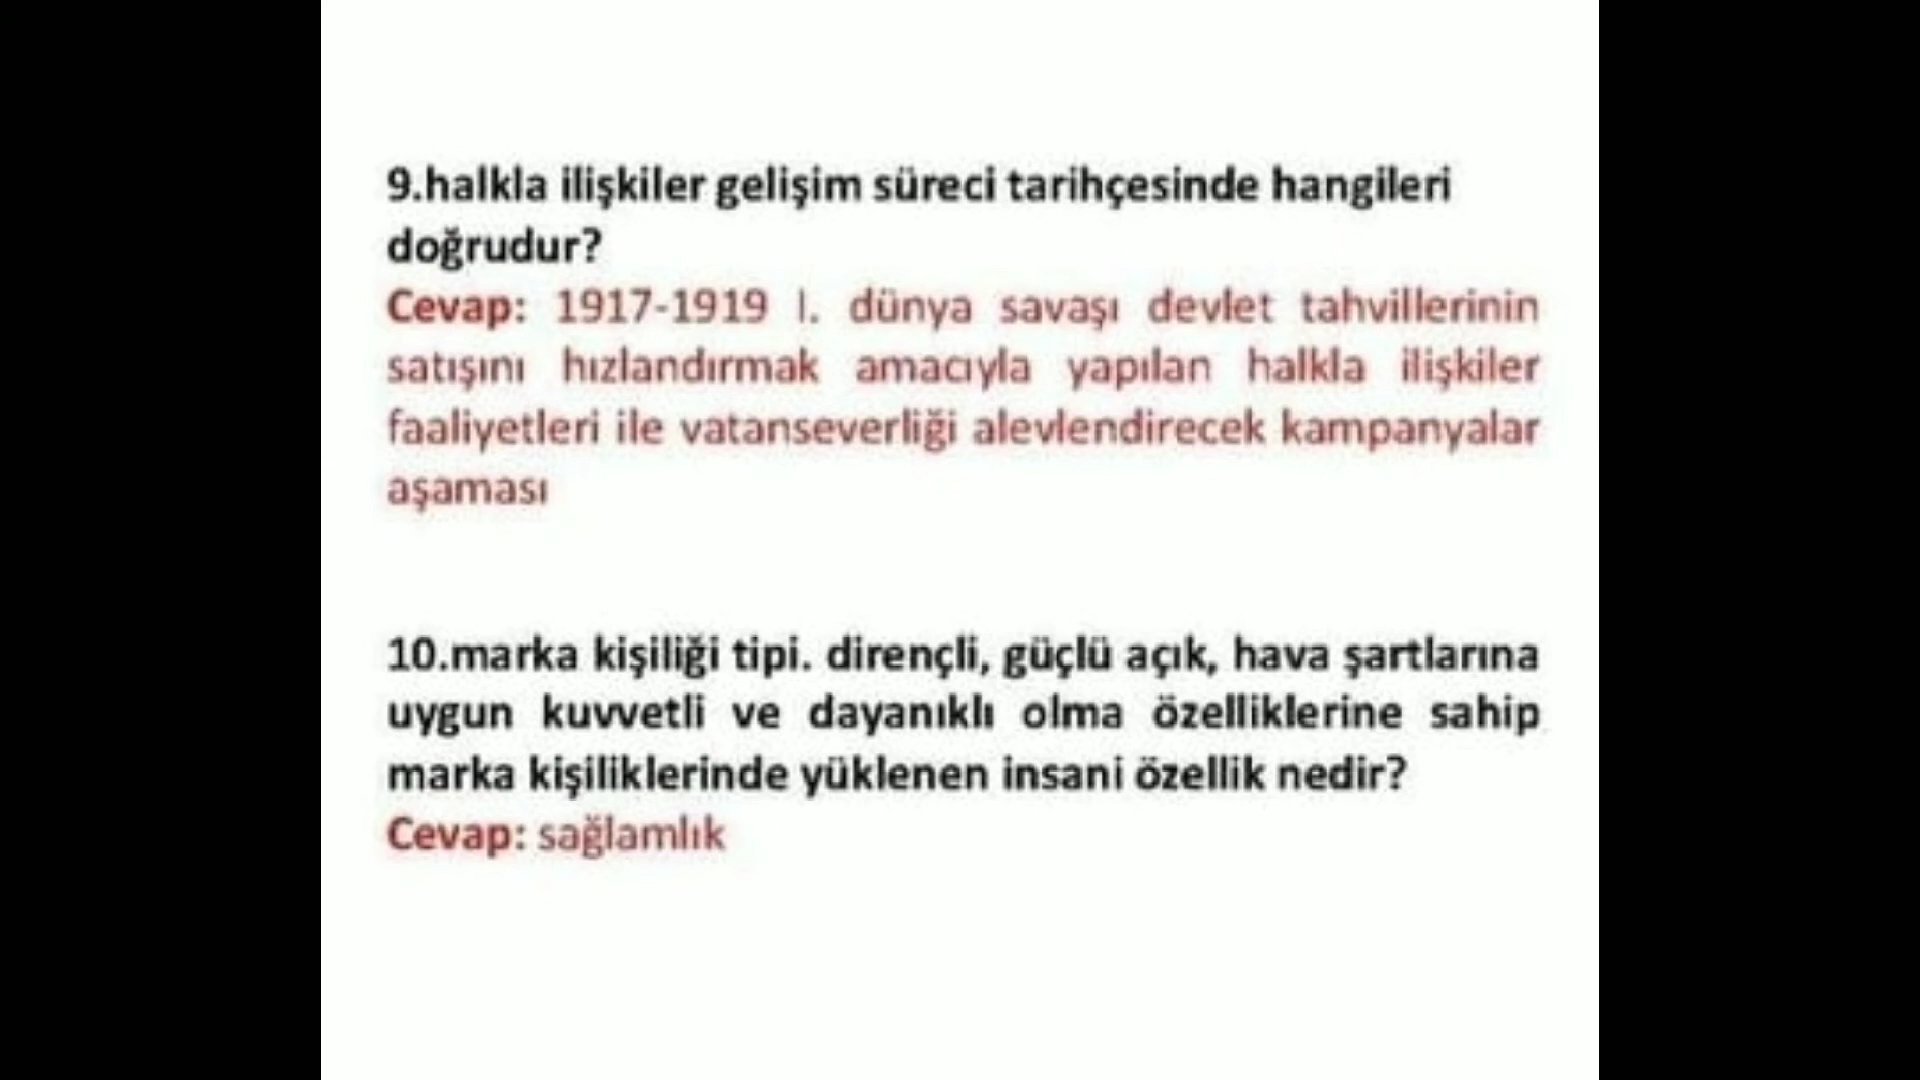 9.halkla ilişkiler gelişim süreci tarihçesinde hangileri
doğrudur?
Cevap: 1917-1919 I. dünya savaşı devlet tahvillerinin
satışını hızlandırmak amacıyla yapılan halkla ilişkiler
faaliyetleri ile vatanseverliği alevlendirecek kampanyalar
aşaması
10.marka kişiliği tipi. dirençli, güçlü açık, hava şartlarına
uygun kuvvetli ve dayanıklı olma özelliklerine sahip
marka kişiliklerinde yüklenen insani özellik nedir?
Cevap: sağlamlık